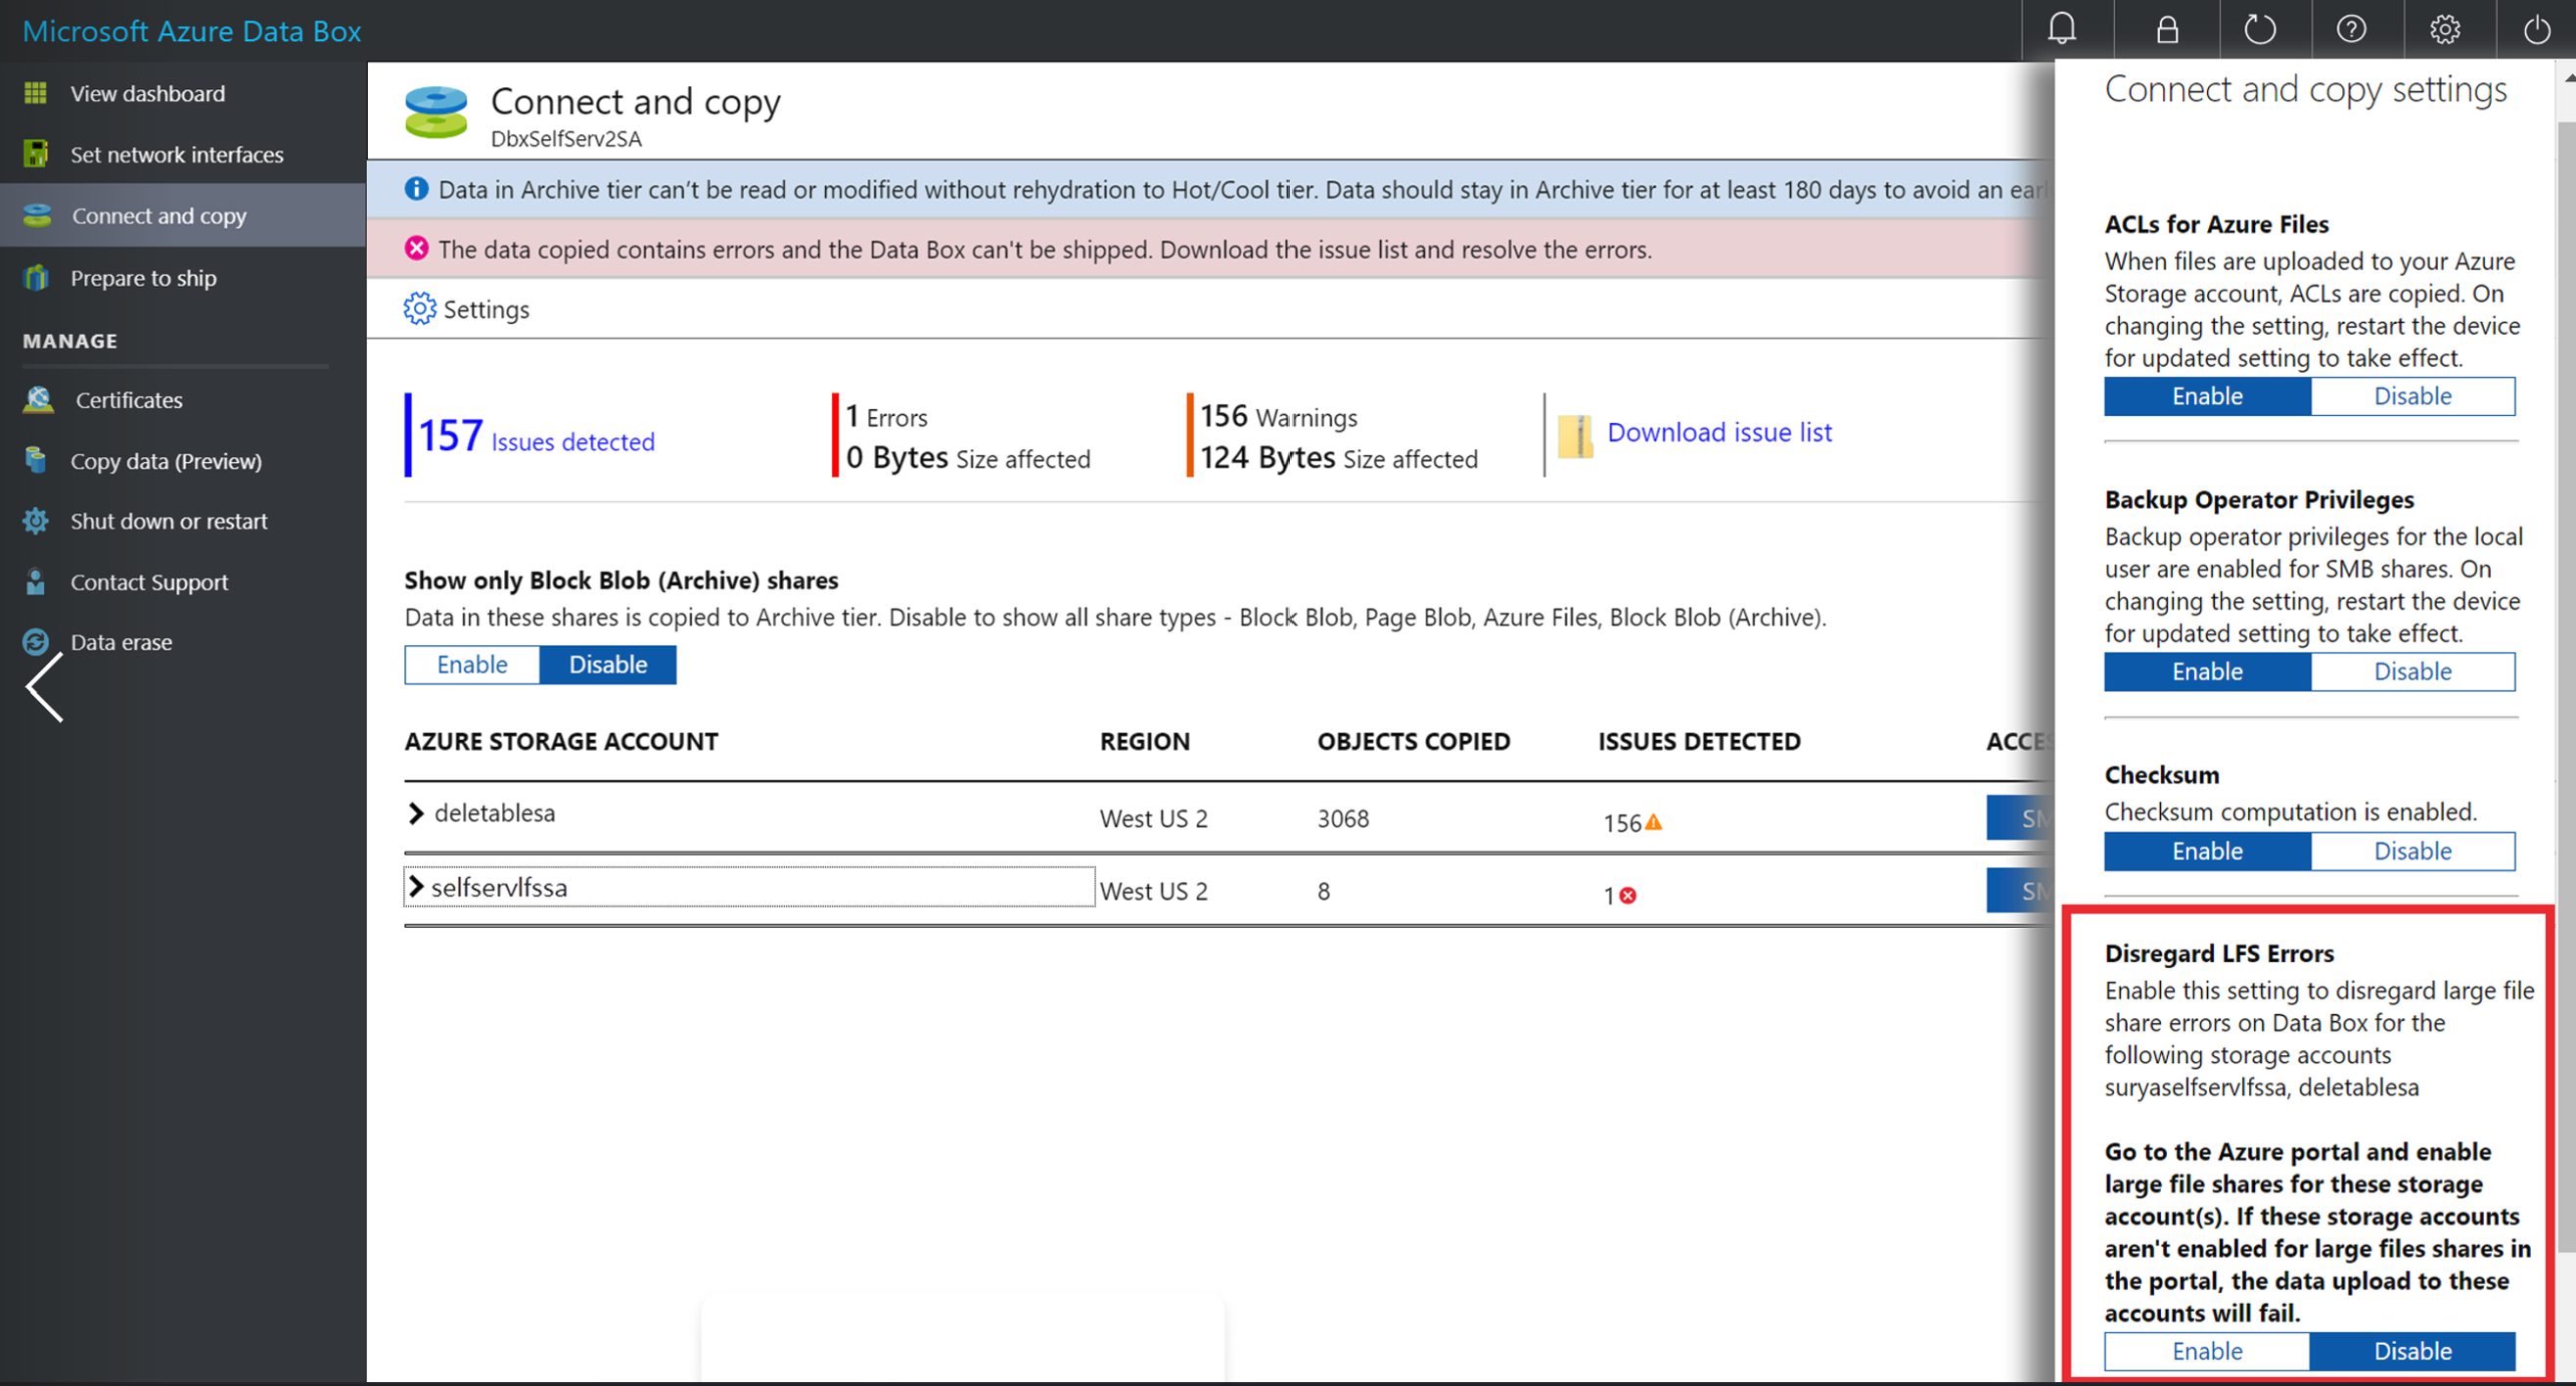 Microsoft Azure Data Box
View dashboard
Set network interfaces
Connect and copy
Prepare to ship
MANAGE
Certificates
Copy data (Preview)
Shut down or restart
Contact Support
Data erase
Connect and copy
DbxSelfServ2SA
Data in Archive tier can't be read or modified without rehydration to Hot/Cool tier. Data should stay in Archive tier for at least 180 days to avoid an
The data copied contains errors and the Data Box can't be shipped. Download the issue list and resolve the errors.
Settings
157 Issues detected
1 Errors
0 Bytes Size affected
156 Warnings
124 Bytes Size affected
Download issue list
Show only Block Blob (Archive) shares
Data in these shares is copied to Archive tier. Disable to show all share types - Block Blob, Page Blob, Azure Files, Block Blob (Archive).
Enable Disable
AZURE STORAGE ACCOUNT REGION OBJECTS COPIED ISSUES DETECTED
deletablesa West US 2 3068 156
selfservlfssa West US 2 8 1
Connect and copy settings
ACLs for Azure Files
When files are uploaded to your Azure
Storage account, ACLs are copied. On
changing the setting, restart the device
for updated setting to take effect.
Enable Disable
Backup Operator Privileges
Backup operator privileges for the local
user are enabled for SMB shares. On
changing the setting, restart the device
for updated setting to take effect.
Enable Disable
Checksum
Checksum computation is enabled.
Enable Disable
Disregard LFS Errors
Enable this setting to disregard large file
share errors on Data Box for the
following storage accounts
suryaselfservlfssa, deletablesa
Go to the Azure portal and enable
large file shares for these storage
account(s). If these storage accounts
aren't enabled for large files shares in
the portal, the data upload to these
accounts will fail.
Enable Disable